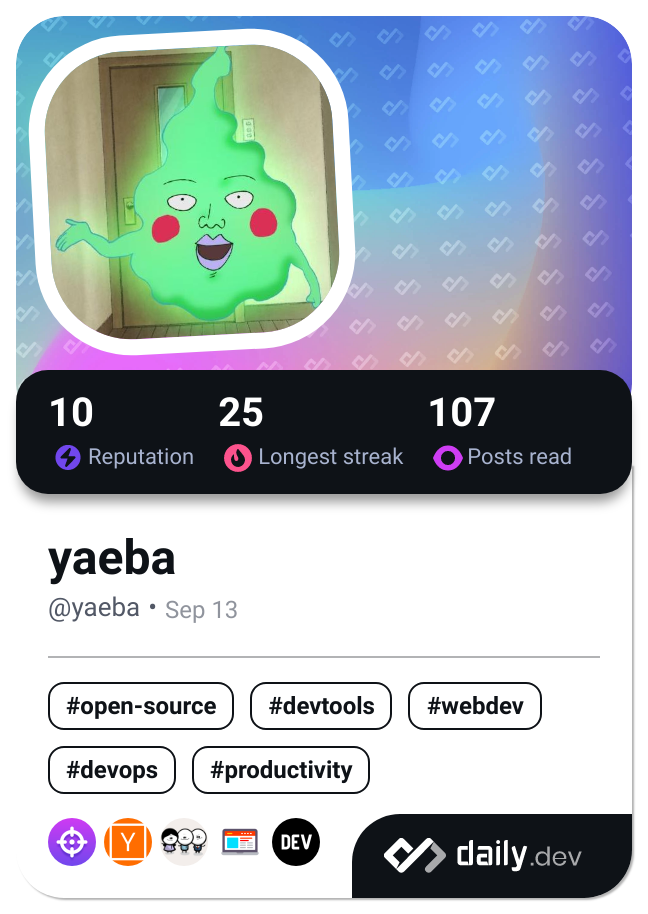 10 25 107
Reputation Longest streak Posts read
yaeba
@yaeba • Sep 13
#open-source #devtools #webdev
#devops #productivity
Y DEV daily.dev